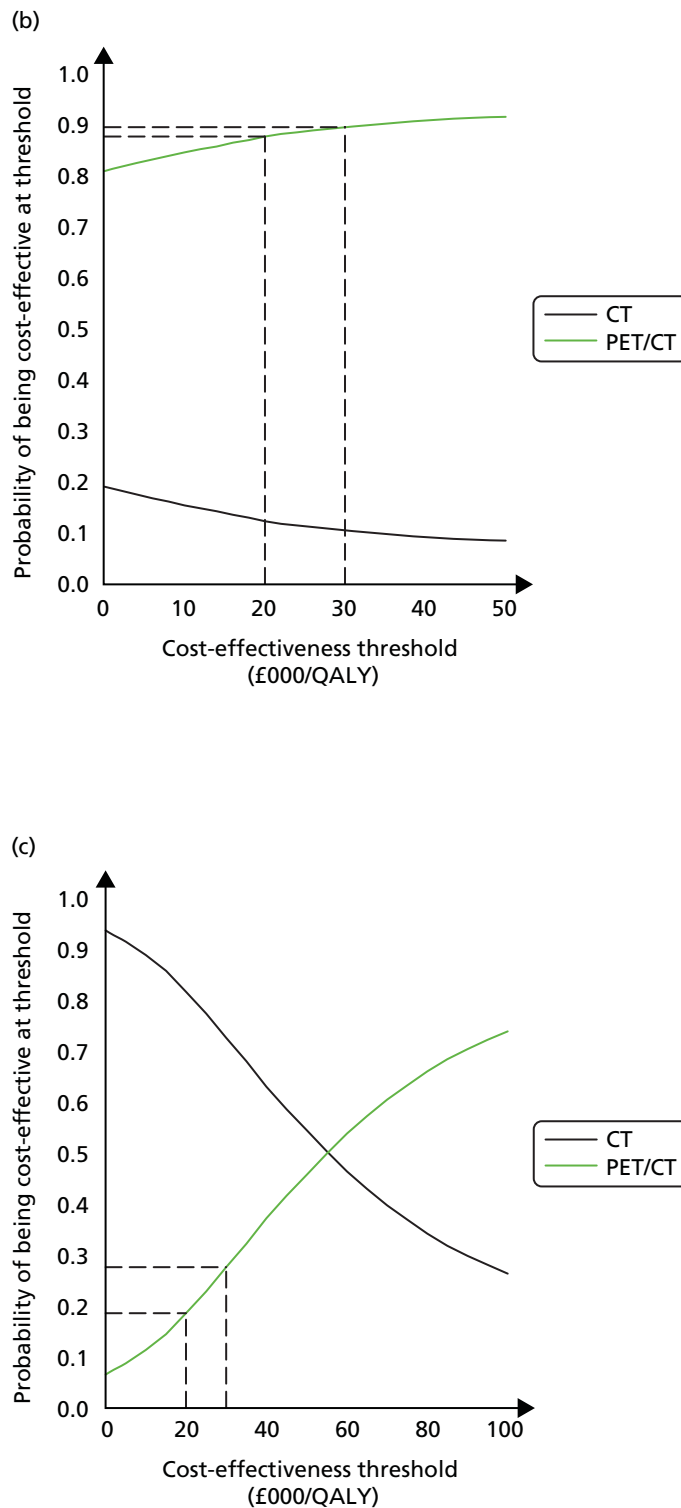 (b)
Probability of being cost-effective at threshold
1.0
0.9
0.8
0.7
0.6
0.5
0.4
0.3
0.2
0.1
0.0
0 10 20 30 40 50
Cost-effectiveness threshold
(£000/QALY)
CT
PET/CT
(c)
Probability of being cost-effective at threshold
1.0
0.9
0.8
0.7
0.6
0.5
0.4
0.3
0.2
0.1
0.0
0 20 40 60 80 100
Cost-effectiveness threshold
(£000/QALY)
CT
PET/CT